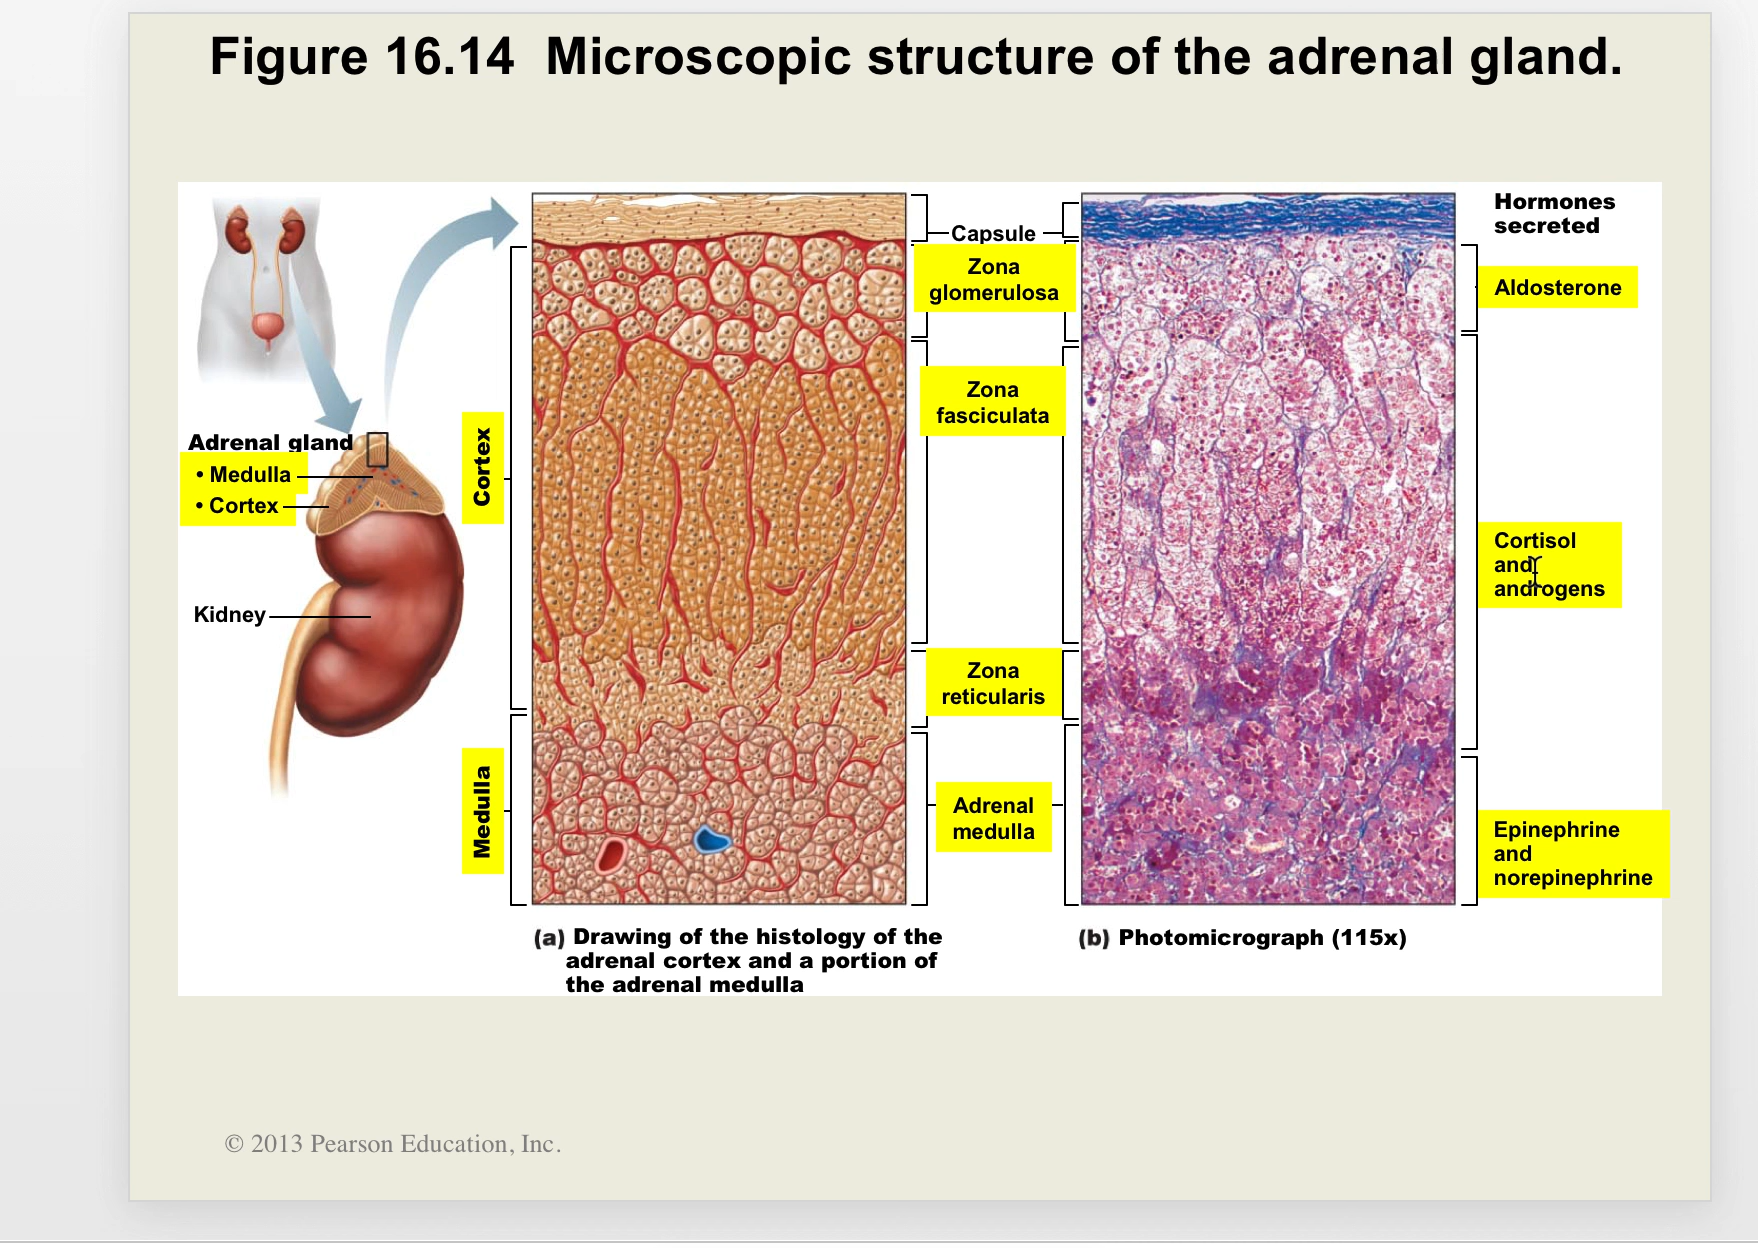 Figure 16.14 Microscopic structure of the adrenal gland.
Adrenal gland
• Medulla
• Cortex
Kidney
Cortex
Medulla
Capsule
Zona
glomerulosa
Zona
fasciculata
Zona
reticularis
Adrenal
medulla
Hormones
secreted
Aldosterone
Cortisol
and
androgens
Epinephrine
and
norepinephrine
(a) Drawing of the histology of the
adrenal cortex and a portion of
the adrenal medulla
(b) Photomicrograph (115x)
© 2013 Pearson Education, Inc.